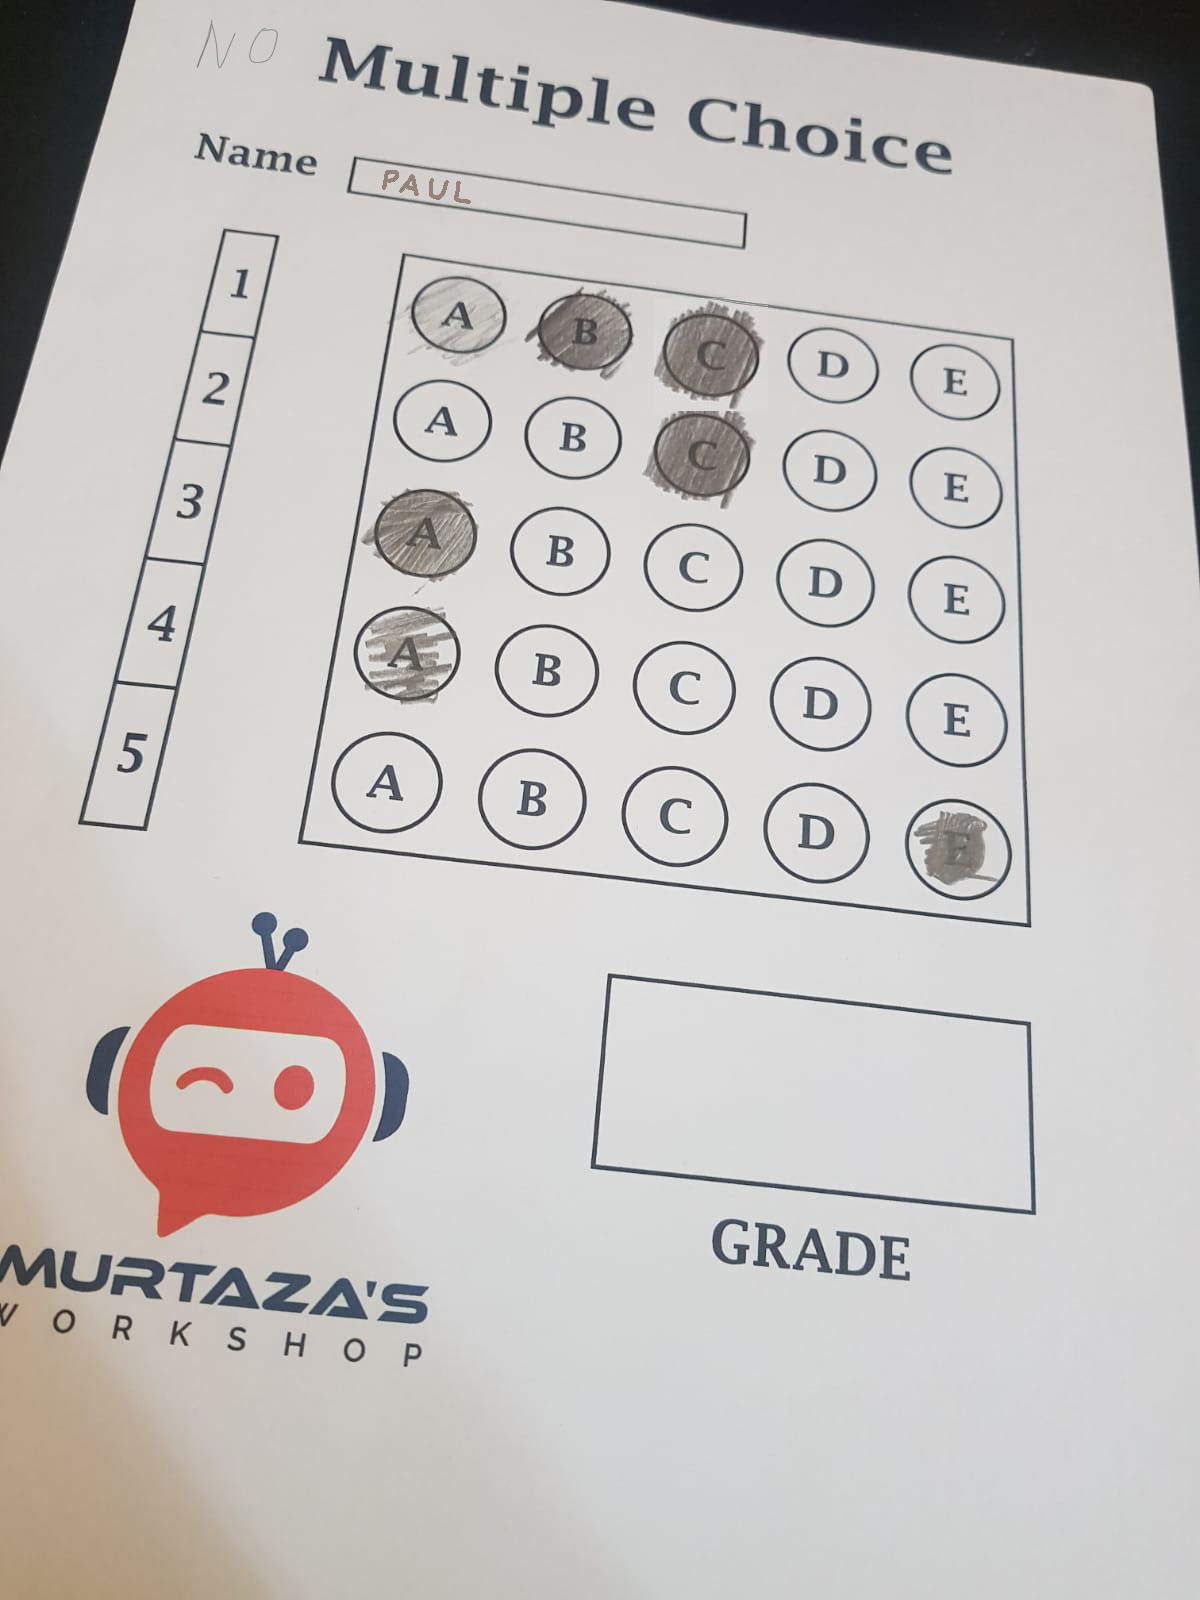 NO Multiple Choice
Name PAUL
1 A B C D E
2 A B C D E
3 A B C D E
4 A B C D E
5 A B C D E
GRADE
MURTAZA'S
WORKSHOP